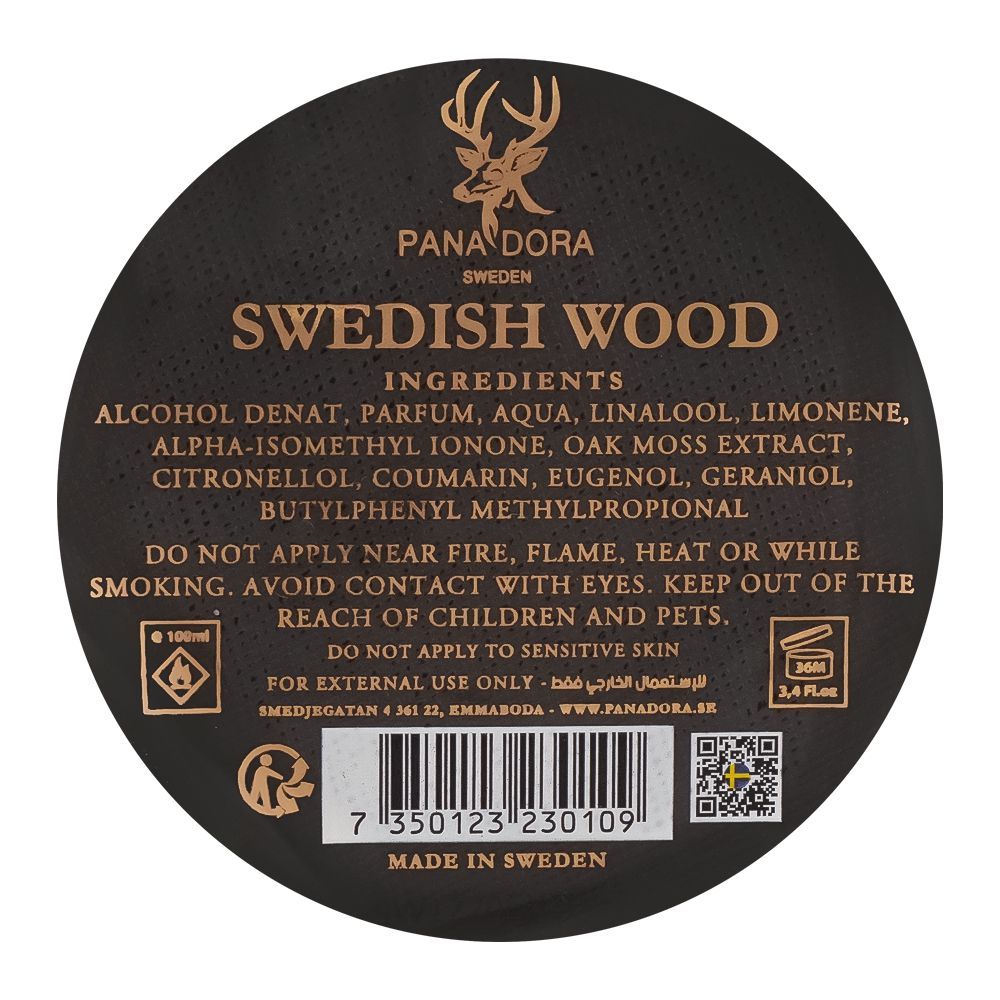 PANA DORA
SWEDEN
SWEDISH WOOD
INGREDIENTS
ALCOHOL DENAT, PARFUM, AQUA, LINALOOL, LIMONENE,
ALPHA-ISOMETHYL IONONE, OAK MOSS EXTRACT,
CITRONELLOL, COUMARIN, EUGENOL, GERANIOL,
BUTYLPHENYL METHYLPROPIONAL
DO NOT APPLY NEAR FIRE, FLAME, HEAT OR WHILE
SMOKING. AVOID CONTACT WITH EYES. KEEP OUT OF THE
REACH OF CHILDREN AND PETS.
100ml
36M
3,4 Fl.oz
DO NOT APPLY TO SENSITIVE SKIN
FOR EXTERNAL USE ONLY - للإستعمال الخارجي فقط
SMEDJEGATAN 4 361 22, EMMABODA - WWW.PANADORA.SE
7 350123 230109
MADE IN SWEDEN